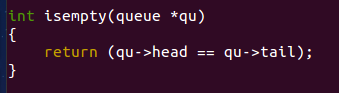 int isempty(queue *qu)
{
    return (qu->head == qu->tail);
}